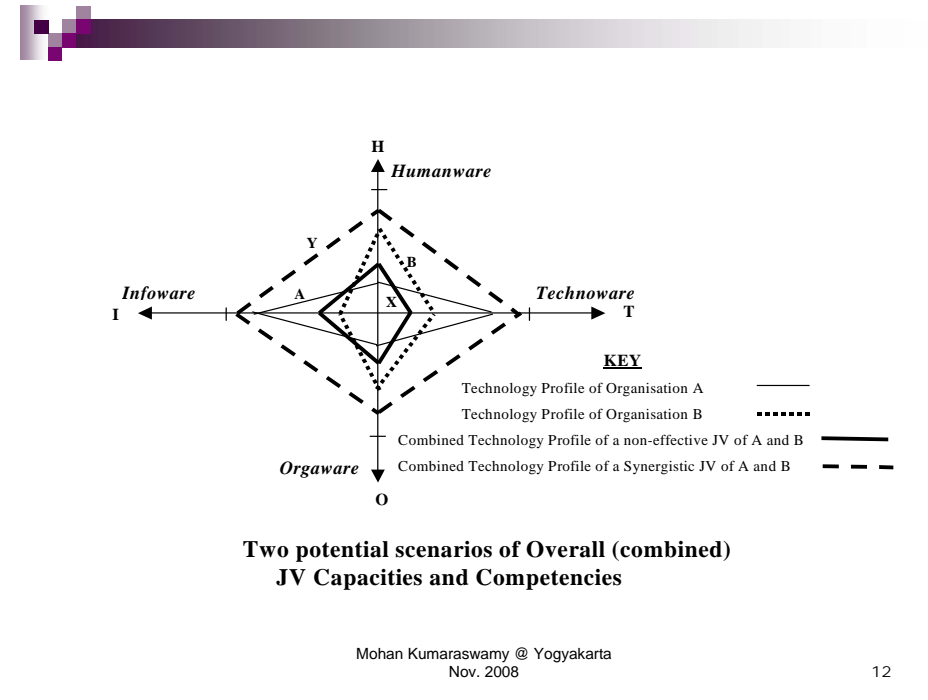 H
Humanware
Y
B
Infoware
A
Technoware
X
I
T
KEY
Technology Profile of Organisation A
Technology Profile of Organisation B
Combined Technology Profile of a non-effective JV of A and B
Orgaware
Combined Technology Profile of a Synergistic JV of A and B
O
Two potential scenarios of Overall (combined)
JV Capacities and Competencies
Mohan Kumaraswamy @ Yogyakarta
Nov. 2008
12